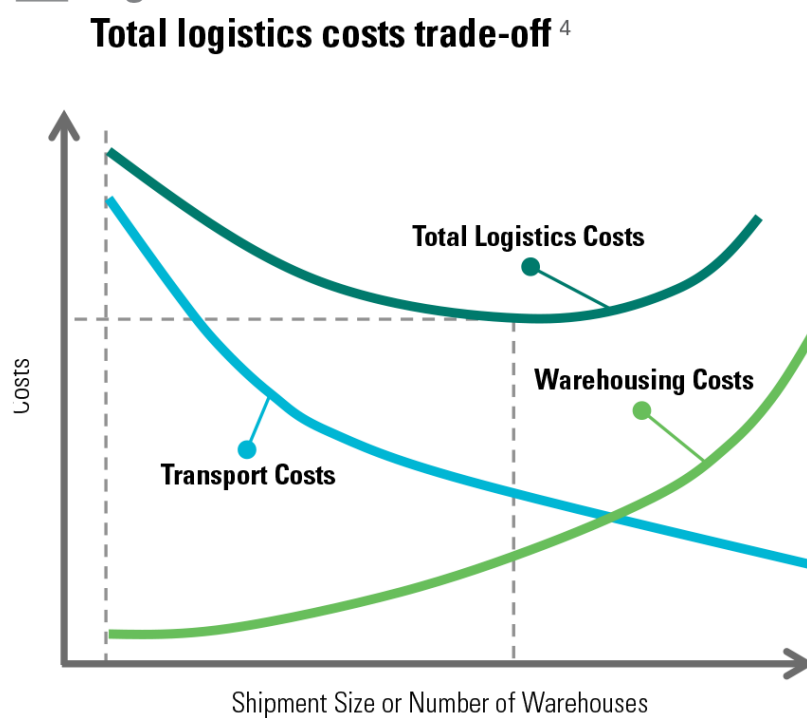 Total logistics costs trade-off 4
Total Logistics Costs
Warehousing Costs
Costs
Transport Costs
Shipment Size or Number of Warehouses